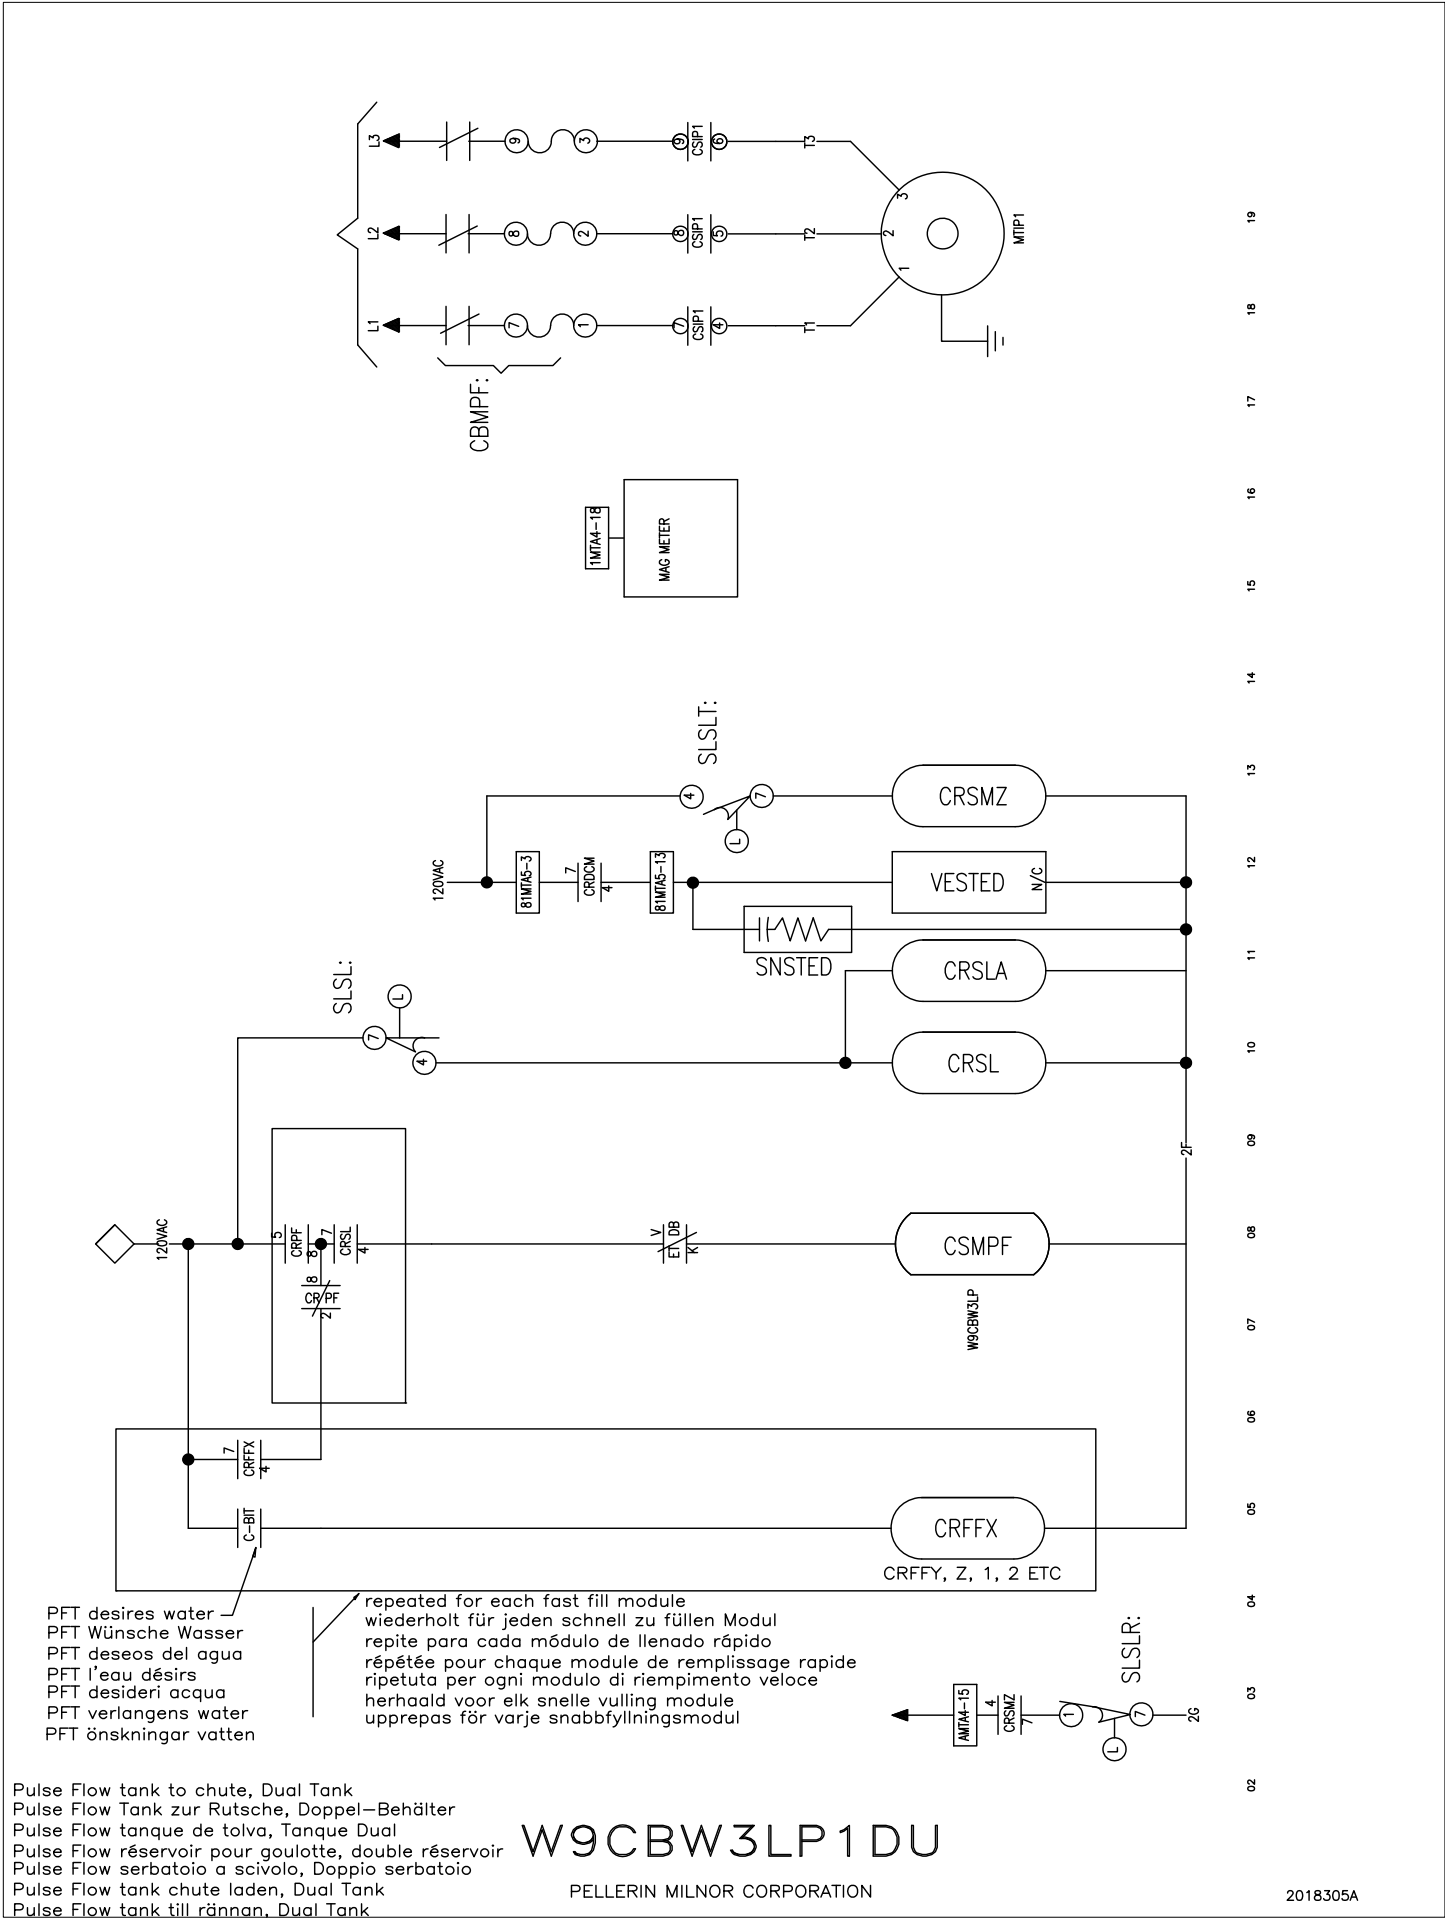 L3
9
3
9
CSIP1
6
T3
3
19
L2
8
2
8
CSIP1
5
T2
2
MTIP1
L1
7
1
7
CSIP1
4
T1
1
18
CBMPF:
17
1MTA4-18
MAG METER
16
15
14
SLSLT:
4
7
L
CRSMZ
13
120VAC
81MTA5-3
7
CRDCM
4
81MTA5-13
VESTED
N/C
12
SNSTED
11
SLSL:
7
L
4
CRSLA
CRSL
10
09
2F
120VAC
5
CRPF
8
7
CRSL
4
V
ET DB
K
CSMPF
W9CBW3LP
08
8
CR PF
2
07
06
7
CRFFX
4
C-BIT
CRFFX
CRFFY, Z, 1, 2 ETC
05
04
PFT desires water
PFT Wünsche Wasser
PFT deseos del agua
PFT l'eau désirs
PFT desideri acqua
PFT verlangens water
PFT önskningar vatten
repeated for each fast fill module
wiederholt für jeden schnell zu füllen Modul
repite para cada módulo de llenado rápido
répétée pour chaque module de remplissage rapide
ripetuta per ogni modulo di riempimento veloce
herhaald voor elk snelle vulling module
upprepas för varje snabbfyllningsmodul
SLSLR:
AMTA4-15
4
CRSMZ
7
1
L
7
2G
03
02
Pulse Flow tank to chute, Dual Tank
Pulse Flow Tank zur Rutsche, Doppel-Behälter
Pulse Flow tanque de tolva, Tanque Dual
Pulse Flow réservoir pour goulotte, double réservoir
Pulse Flow serbatoio a scivolo, Doppio serbatoio
Pulse Flow tank chute laden, Dual Tank
Pulse Flow tank till rännan, Dual Tank
W9CBW3LP1DU
PELLERIN MILNOR CORPORATION
2018305A